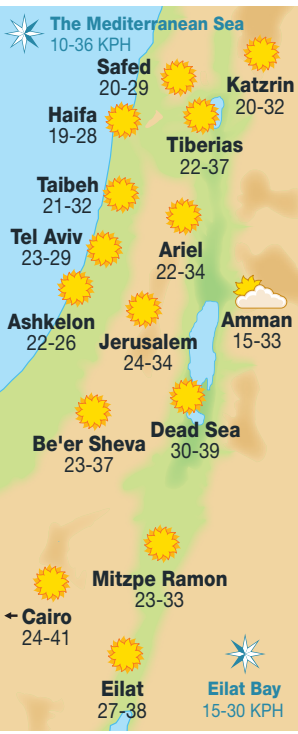 The Mediterranean Sea
10-36 KPH
Safed
20-29
Katzrin
20-32
Haifa
19-28
Tiberias
22-37
Taibeh
21-32
Tel Aviv
23-29
Ariel
22-34
Ashkelon
22-26
Jerusalem
24-34
Amman
15-33
Be'er Sheva
23-37
Dead Sea
30-39
Mitzpe Ramon
23-33
Cairo
24-41
Eilat
27-38
Eilat Bay
15-30 KPH